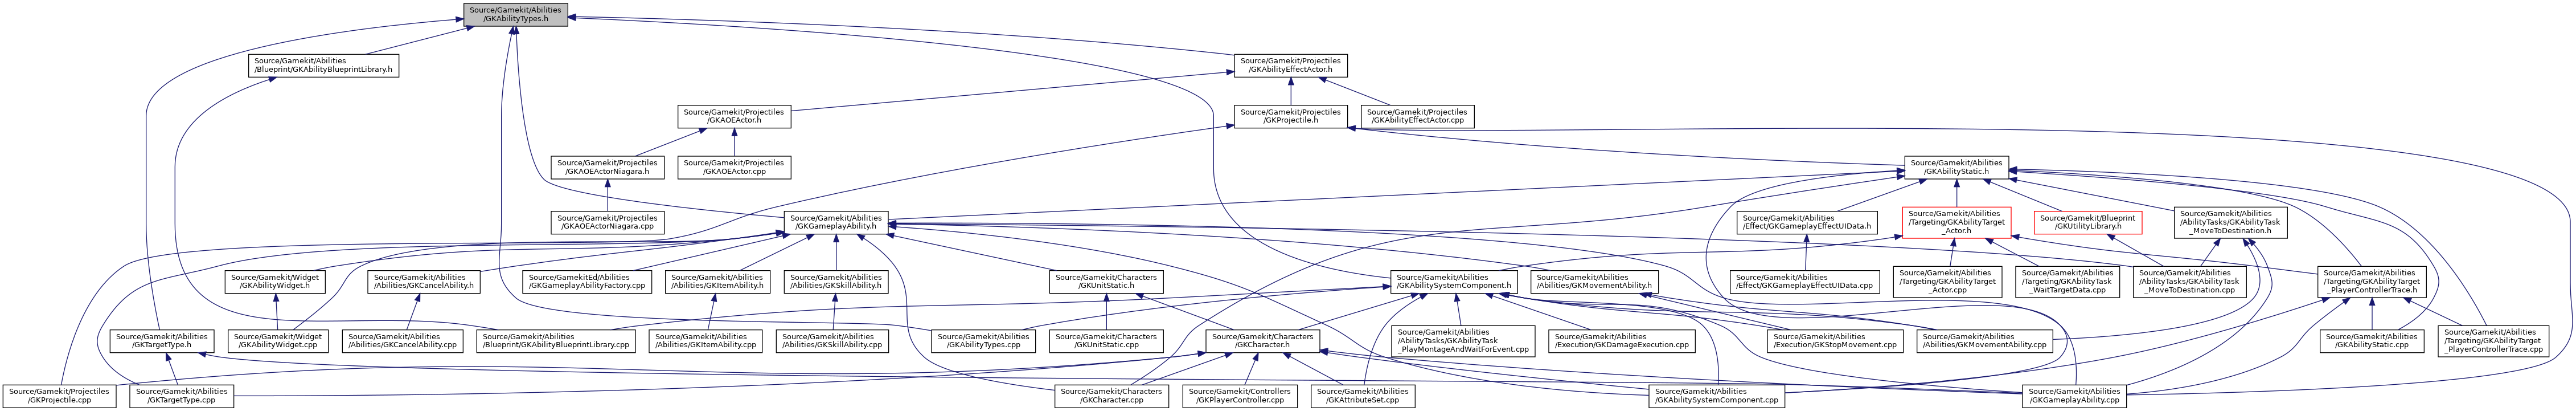 Source/Gamekit/Abilities
/GKAbilityTypes.h
Source/Gamekit/Abilities
/Blueprint/GKAbilityBlueprintLibrary.h
Source/Gamekit/Projectiles
/GKAbilityEffectActor.h
Source/Gamekit/Projectiles
/GKAOEActor.h
Source/Gamekit/Projectiles
/GKProjectile.h
Source/Gamekit/Projectiles
/GKAbilityEffectActor.cpp
Source/Gamekit/Projectiles
/GKAOEActorNiagara.h
Source/Gamekit/Projectiles
/GKAOEActor.cpp
Source/Gamekit/Abilities
/GKAbilityStatic.h
Source/Gamekit/Projectiles
/GKAOEActorNiagara.cpp
Source/Gamekit/Abilities
/GKGameplayAbility.h
Source/Gamekit/Abilities
/Effect/GKGameplayEffectUIData.h
Source/Gamekit/Abilities
/Targeting/GKAbilityTarget
_Actor.h
Source/Gamekit/Blueprint
/GKUtilityLibrary.h
Source/Gamekit/Abilities
/AbilityTasks/GKAbilityTask
_MoveToDestination.h
Source/Gamekit/Widget
/GKAbilityWidget.h
Source/Gamekit/Abilities
/Abilities/GKCancelAbility.h
Source/GamekitEd/Abilities
/GKGameplayAbilityFactory.cpp
Source/Gamekit/Abilities
/Abilities/GKItemAbility.h
Source/Gamekit/Abilities
/Abilities/GKSkillAbility.h
Source/Gamekit/Characters
/GKUnitStatic.h
Source/Gamekit/Abilities
/GKAbilitySystemComponent.h
Source/Gamekit/Abilities
/Abilities/GKMovementAbility.h
Source/Gamekit/Abilities
/Effect/GKGameplayEffectUIData.cpp
Source/Gamekit/Abilities
/Targeting/GKAbilityTarget
_Actor.cpp
Source/Gamekit/Abilities
/Targeting/GKAbilityTask
_WaitTargetData.cpp
Source/Gamekit/Abilities
/AbilityTasks/GKAbilityTask
_MoveToDestination.cpp
Source/Gamekit/Abilities
/Targeting/GKAbilityTarget
_PlayerControllerTrace.h
Source/Gamekit/Abilities
/GKTargetType.h
Source/Gamekit/Widget
/GKAbilityWidget.cpp
Source/Gamekit/Abilities
/Abilities/GKCancelAbility.cpp
Source/Gamekit/Abilities
/Blueprint/GKAbilityBlueprintLibrary.cpp
Source/Gamekit/Abilities
/Abilities/GKItemAbility.cpp
Source/Gamekit/Abilities
/Abilities/GKSkillAbility.cpp
Source/Gamekit/Abilities
/GKAbilityTypes.cpp
Source/Gamekit/Characters
/GKUnitStatic.cpp
Source/Gamekit/Characters
/GKCharacter.h
Source/Gamekit/Abilities
/AbilityTasks/GKAbilityTask
_PlayMontageAndWaitForEvent.cpp
Source/Gamekit/Abilities
/Execution/GKDamageExecution.cpp
Source/Gamekit/Abilities
/Execution/GKStopMovement.cpp
Source/Gamekit/Abilities
/Abilities/GKMovementAbility.cpp
Source/Gamekit/Abilities
/GKAbilityStatic.cpp
Source/Gamekit/Abilities
/Targeting/GKAbilityTarget
_PlayerControllerTrace.cpp
Source/Gamekit/Projectiles
/GKProjectile.cpp
Source/Gamekit/Abilities
/GKTargetType.cpp
Source/Gamekit/Characters
/GKCharacter.cpp
Source/Gamekit/Controllers
/GKPlayerController.cpp
Source/Gamekit/Abilities
/GKAttributeSet.cpp
Source/Gamekit/Abilities
/GKAbilitySystemComponent.cpp
Source/Gamekit/Abilities
/GKGameplayAbility.cpp